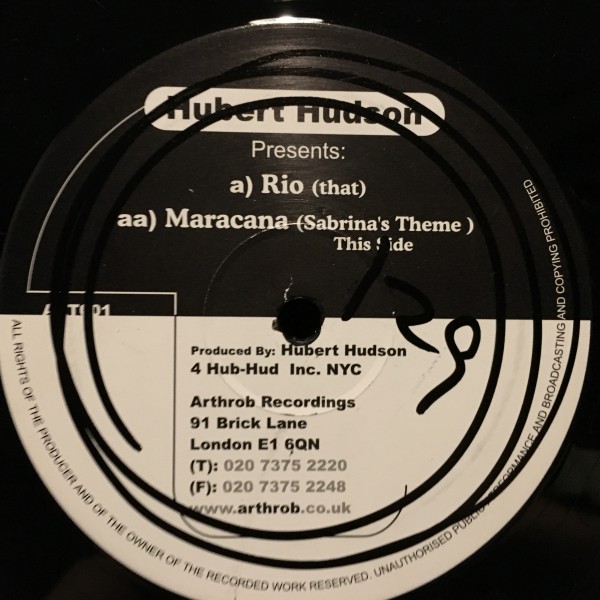 Hubert Hudson
Presents:
a) Rio (that)
aa) Maracana (Sabrina's Theme )
This Side
ART001
129
Produced By: Hubert Hudson
4 Hub-Hud Inc. NYC
Arthrob Recordings
91 Brick Lane
London E1 6QN
(T): 020 7375 2220
(F): 020 7375 2248
www.arthrob.co.uk
ALL RIGHTS OF THE PRODUCER AND OF THE OWNER OF THE RECORDED WORK RESERVED. UNAUTHORISED PUBLIC PERFORMANCE AND BROADCASTING AND COPYING PROHIBITED